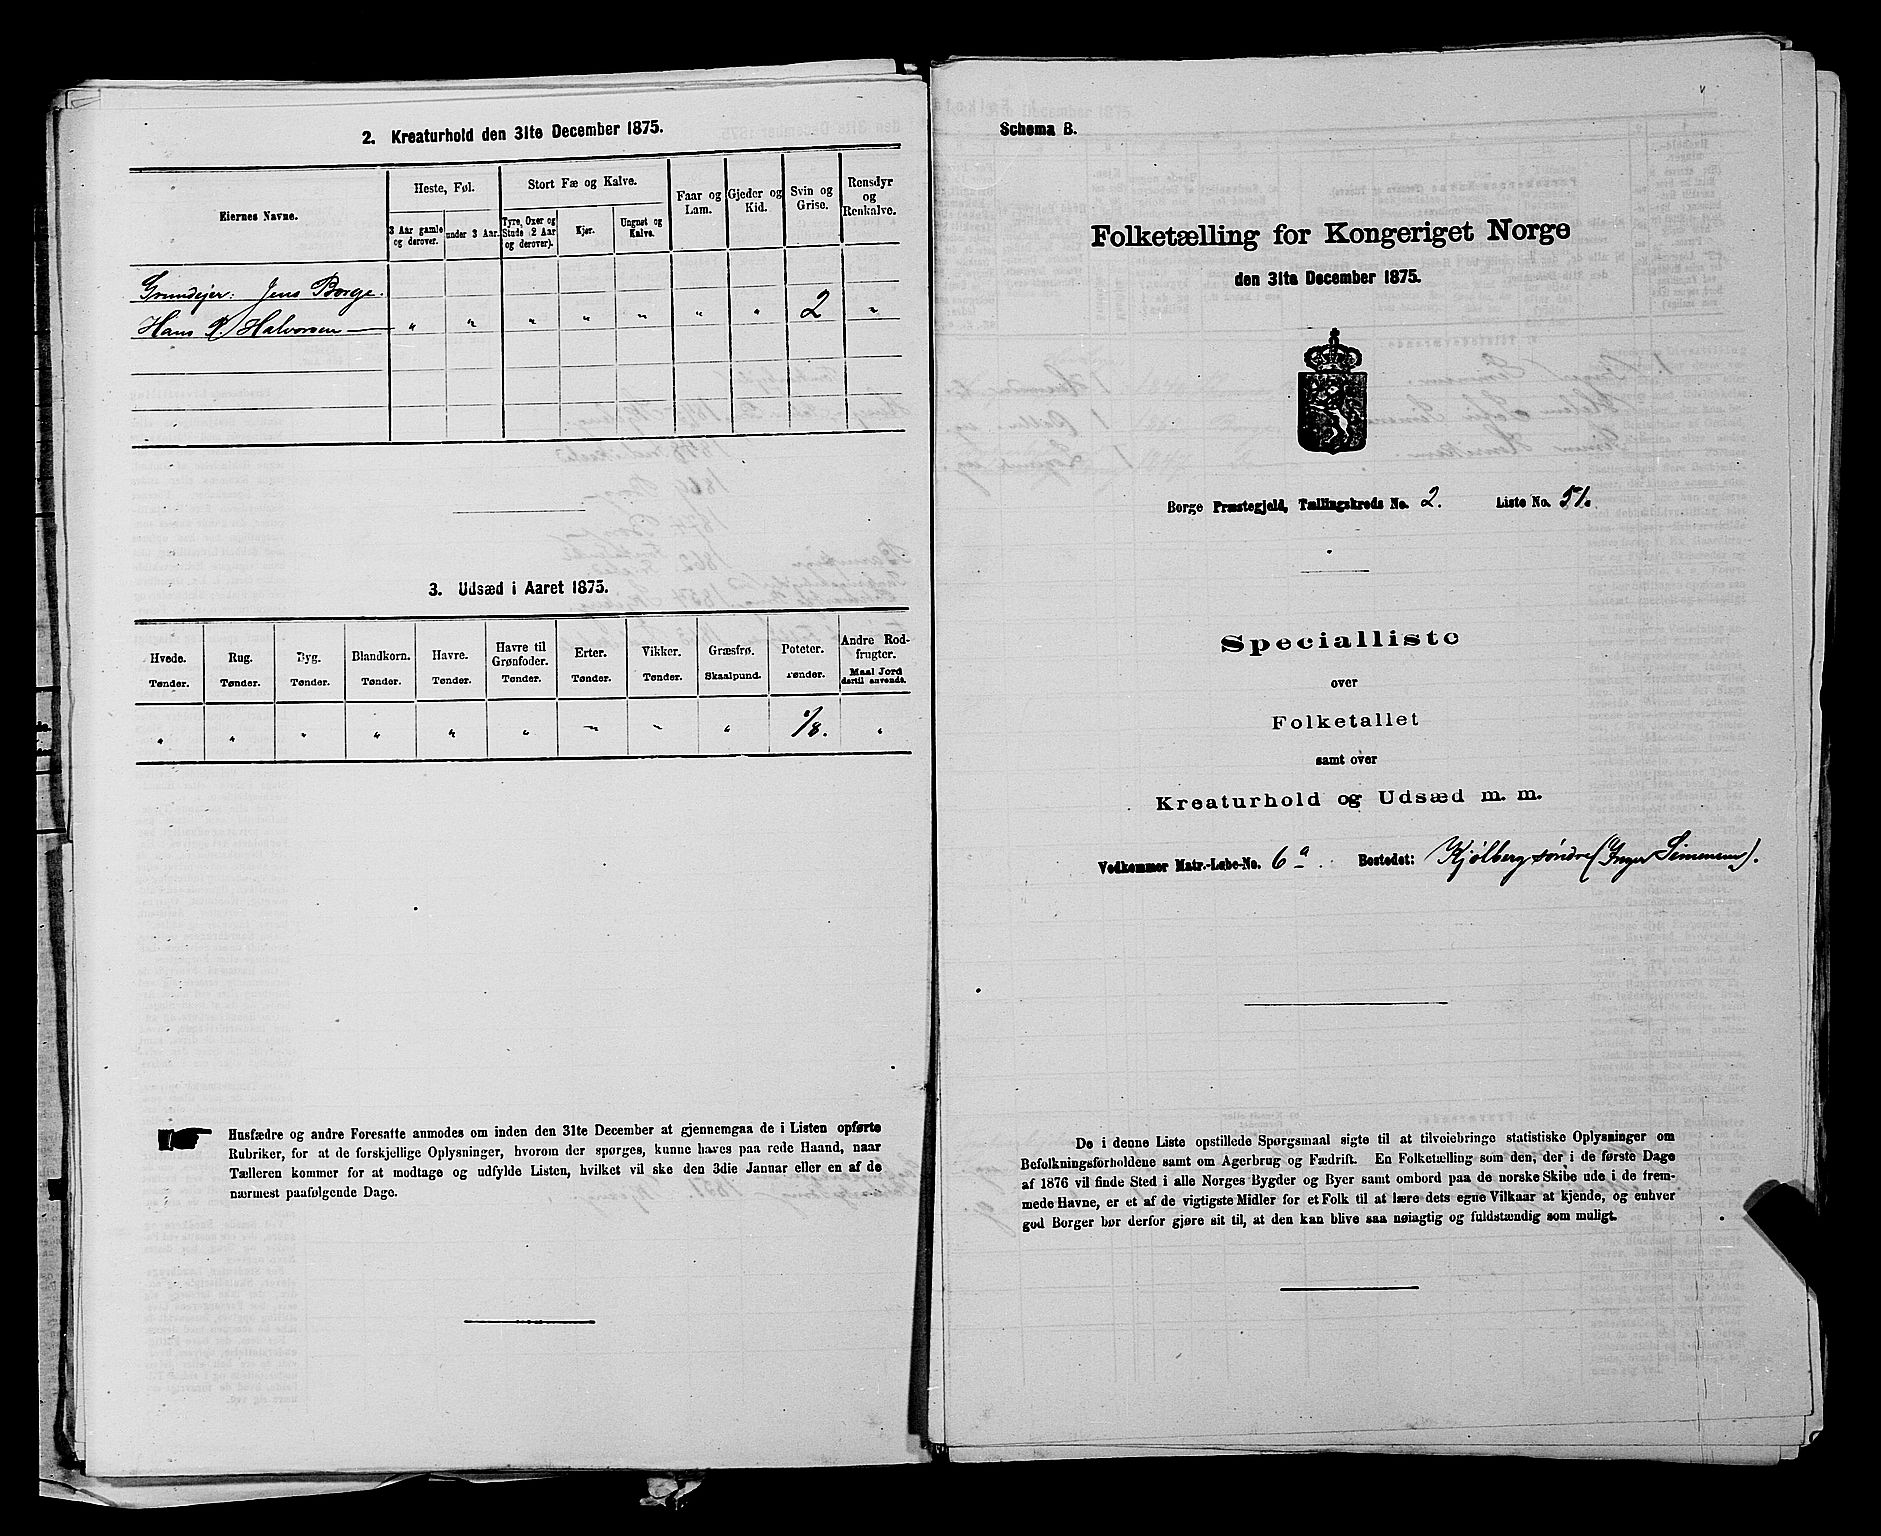 2. Kreaturhold den 31te December 1875.
Eiernes Navne.
Heste, Føl.
3 Aar gamle og derover.
under 3 Aar.
Stort Fæ og Kalve.
Tyre, Oxer og Stude (2 Aar og derover).
Kjør.
Ungnøt og Kalve.
Faar og Lam.
Gjeder og Kid.
Svin og Grise.
Rensdyr og Renkalve.
Grundejer: Jens Borge.
Hans P. Halvorsen — " " " " " " " 2 "
3. Udsæd i Aaret 1875.
Hvede. Tønder.
Rug. Tønder.
Byg. Tønder.
Blandkorn. Tønder.
Havre. Tønder.
Havre til Grønfoder. Tønder.
Erter. Tønder.
Vikker. Tønder.
Græsfrø. Skaalpund.
Poteter. Tønder.
Andre Rodfrugter. Maal Jord dertil anvendt.
" " " " " " " " " /8. "
Husfædre og andre Foresatte anmodes om inden den 31te December at gjennemgaa de i Listen opførte
Rubriker, for at de forskjellige Oplysninger, hvorom der spørges, kunne haves paa rede Haand, naar
Tælleren kommer for at modtage og udfylde Listen, hvilket vil ske den 3die Januar eller en af de
nærmest paafølgende Dage.
Schema B.
Folketælling for Kongeriget Norge
den 31te December 1875.
Borge Præstegjeld, Tællingskreds No. 2. Liste No. 51.
Specialliste
over
Folketallet
samt over
Kreaturhold og Udsæd m. m.
Vedkommer Matr.-Løbe-No. 6a. Bostedet: Kjølberg søndre (Inger Simensen).
De i denne Liste opstillede Spørgsmaal sigte til at tilveiebringe statistiske Oplysninger om
Befolkningsforholdene samt om Agerbrug og Fædrift. En Folketælling som den, der i de første Dage
af 1876 vil finde Sted i alle Norges Bygder og Byer samt ombord paa de norske Skibe ude i de frem-
mede Havne, er et af de vigtigste Midler for et Folk til at lære dets egne Vilkaar at kjende, og enhver
god Borger bør derfor gjøre sit til, at den kan blive saa nøiagtig og fuldstændig som muligt.